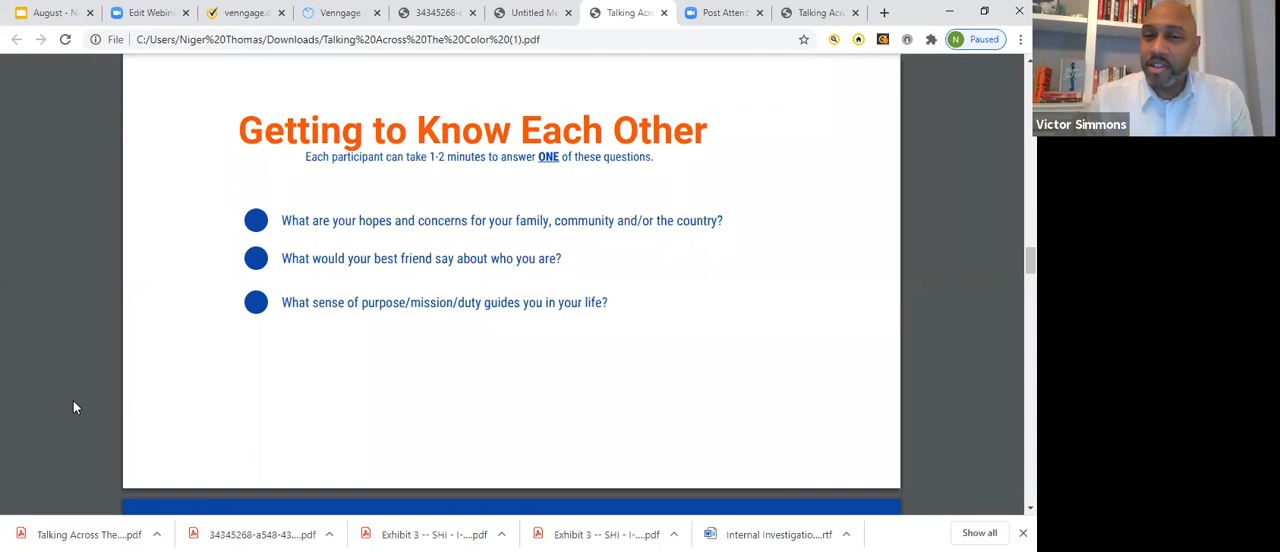 August - N
Edit Webina
venngage.c
Venngage
34345268-a
Untitled Me
Talking Acr
Post Attend
Talking Acr
File
C:/Users/Niger%20Thomas/Downloads/Talking%20Across%20The%20Color%20(1).pdf
N
Paused
Victor Simmons
Getting to Know Each Other
Each participant can take 1-2 minutes to answer ONE of these questions.
What are your hopes and concerns for your family, community and/or the country?
What would your best friend say about who you are?
What sense of purpose/mission/duty guides you in your life?
Talking Across The....pdf
34345268-a548-43....pdf
Exhibit 3 -- SHI - I-....pdf
Exhibit 3 -- SHI - I-....pdf
Internal Investigatio....rtf
Show all